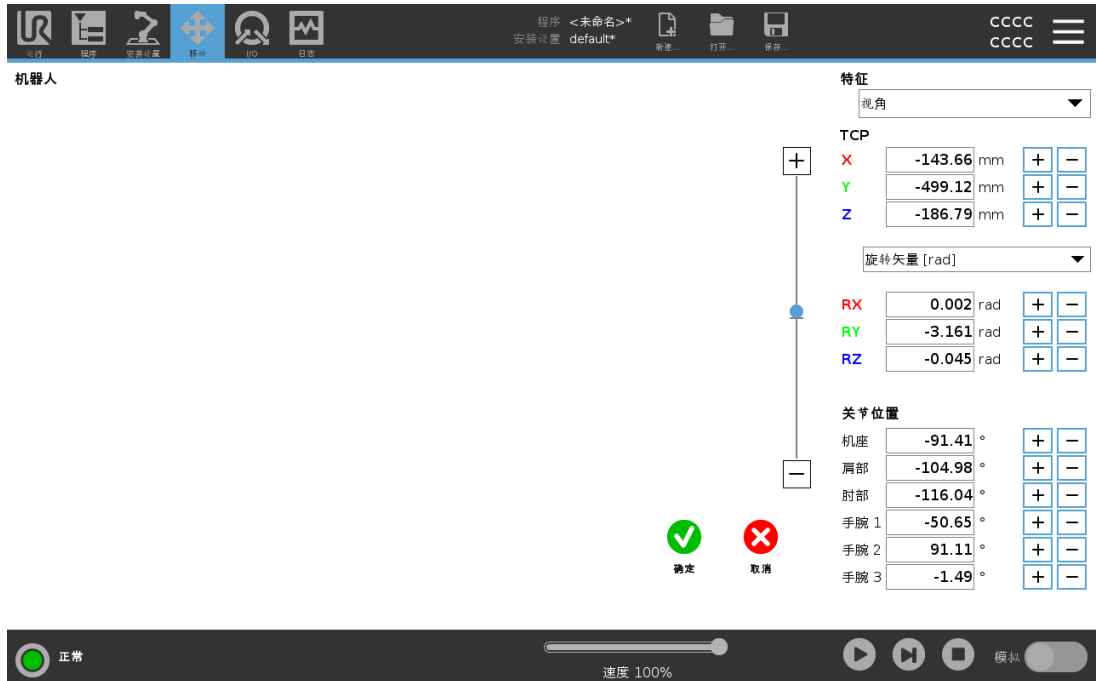 程序 <未命名>*
安装设置 default*
运行
程序
安装设置
移动
I/O
日志
新建...
打开...
保存...
CCCC
CCCC
机器人
特征
视角
TCP
X -143.66 mm + −
Y -499.12 mm + −
Z -186.79 mm + −
旋转矢量 [rad]
RX 0.002 rad + −
RY -3.161 rad + −
RZ -0.045 rad + −
关节位置
机座 -91.41 ° + −
肩部 -104.98 ° + −
肘部 -116.04 ° + −
手腕 1 -50.65 ° + −
手腕 2 91.11 ° + −
手腕 3 -1.49 ° + −
确定
取消
正常
速度 100%
模拟